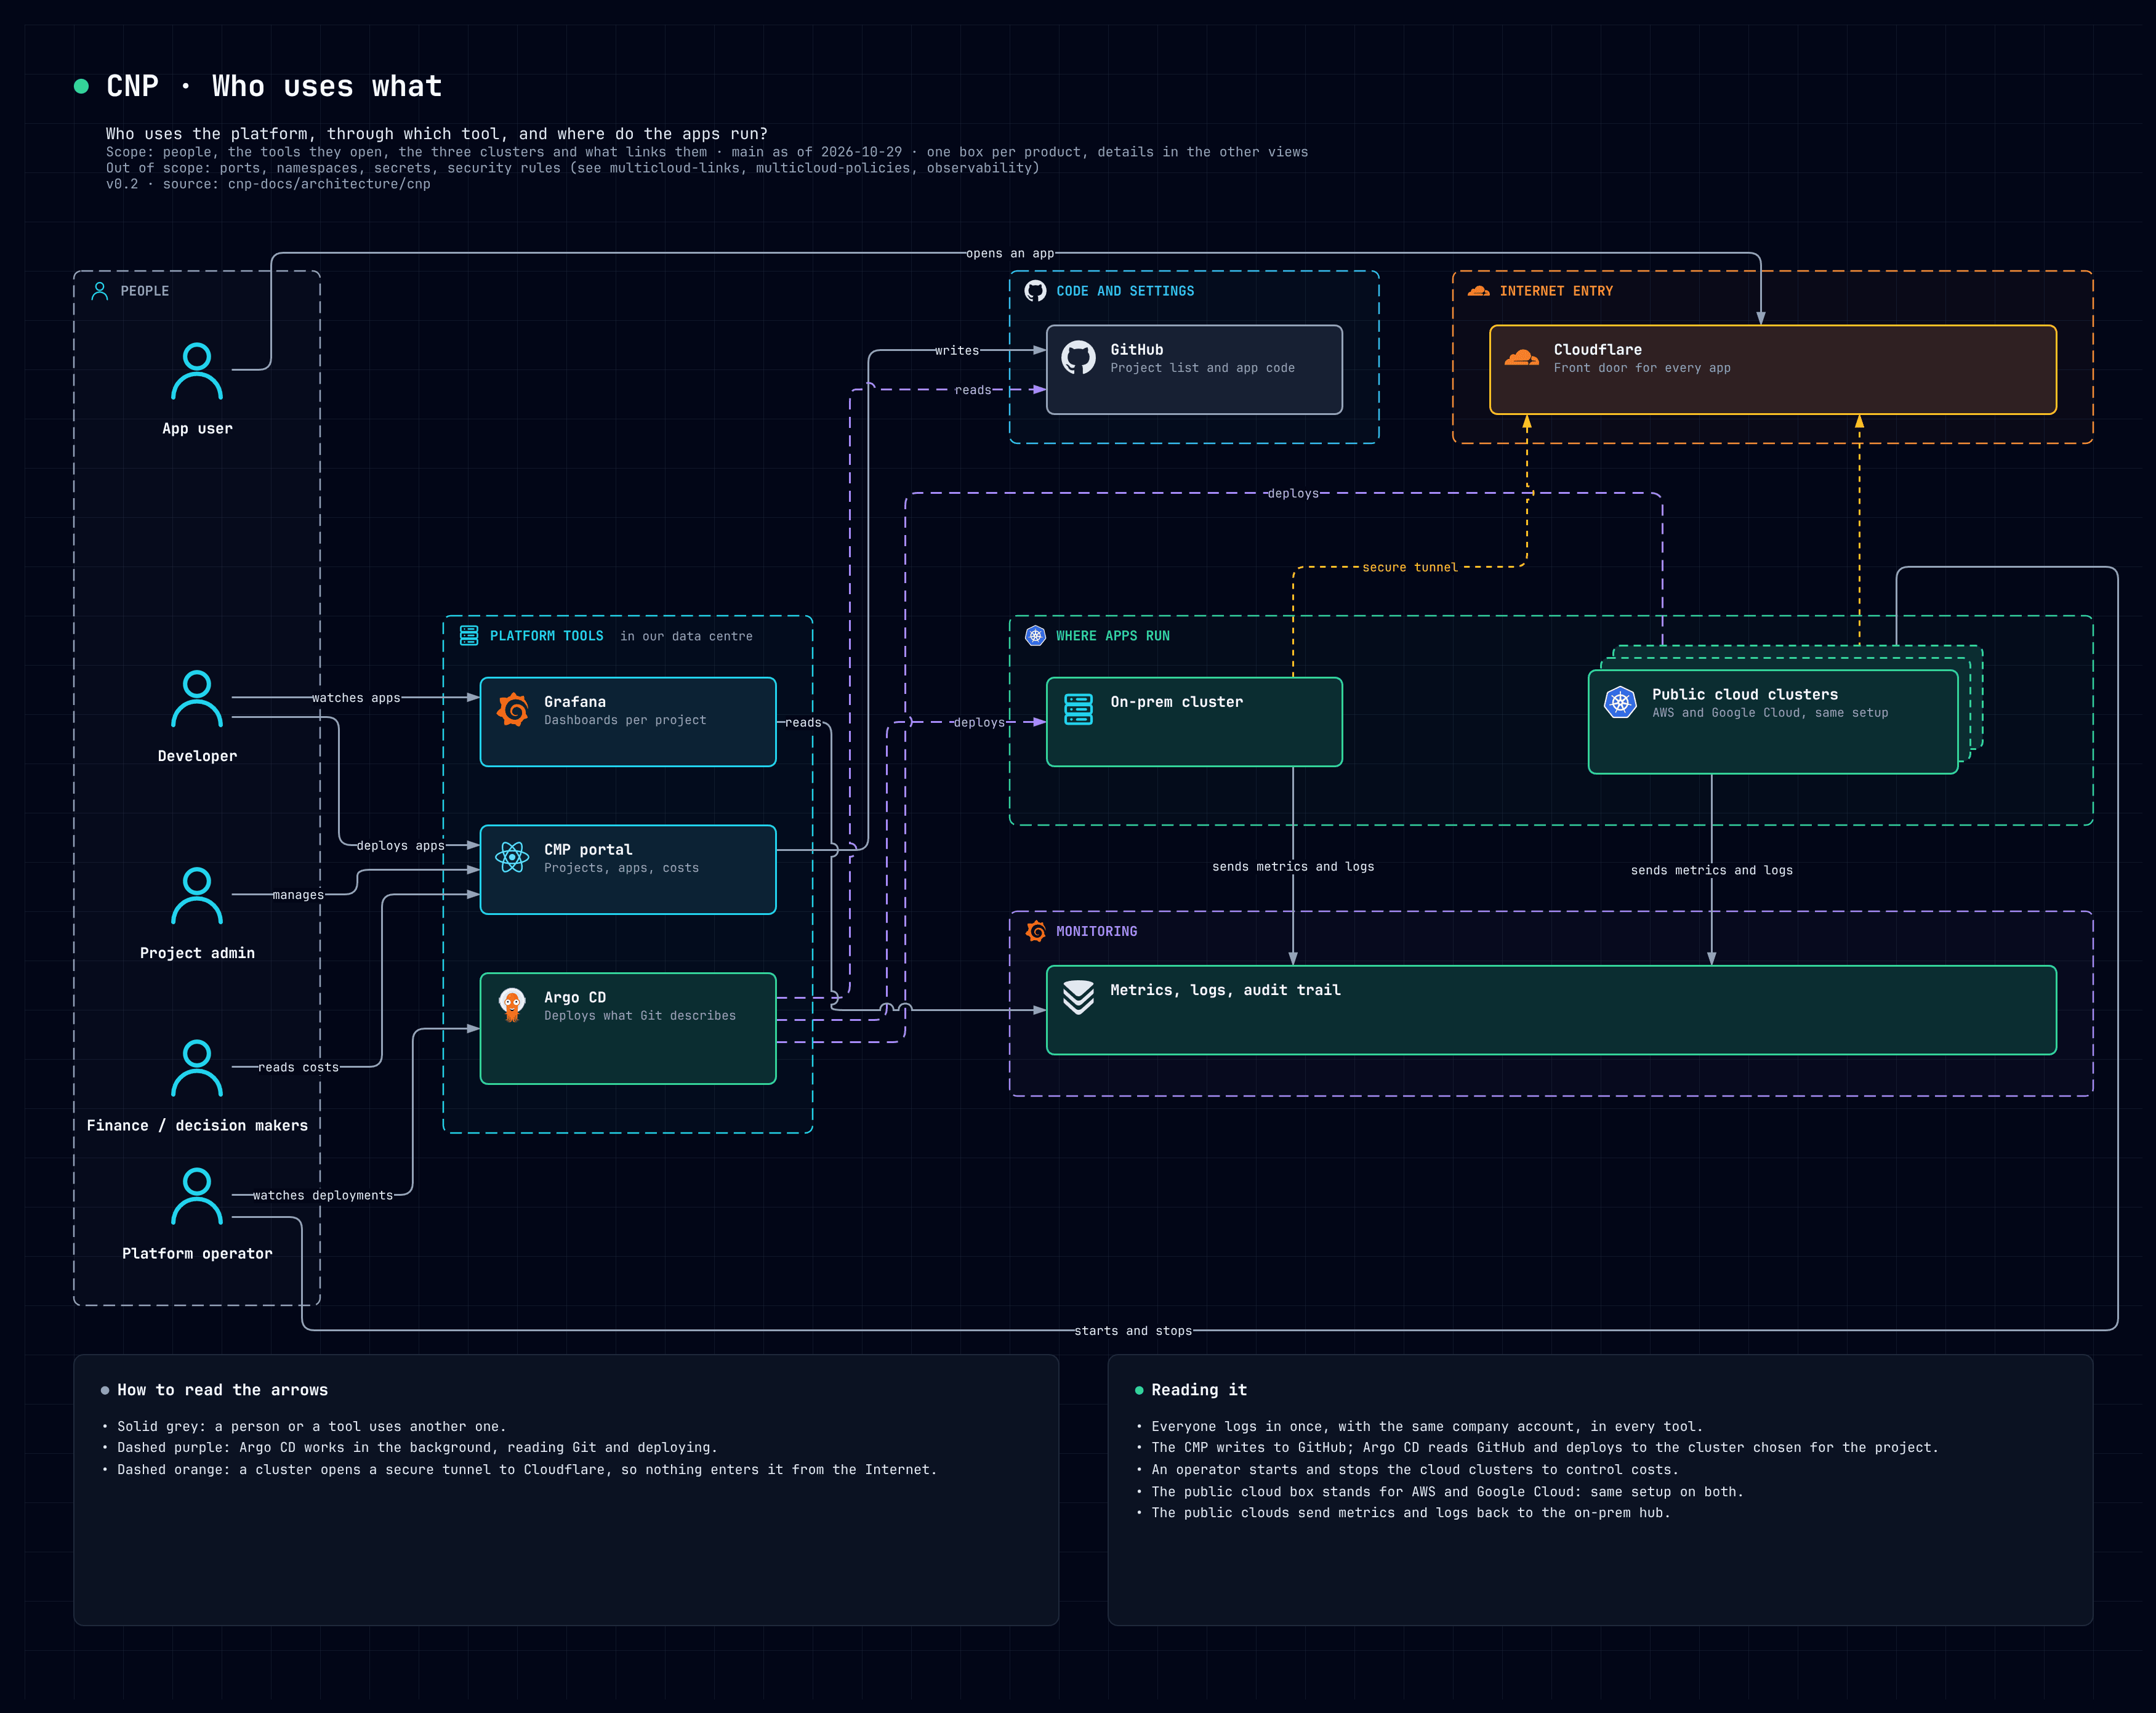 CNP · Who uses what
Who uses the platform, through which tool, and where do the apps run?
Scope: people, the tools they open, the three clusters and what links them · main as of 2026-10-29 · one box per product, details in the other views
Out of scope: ports, namespaces, secrets, security rules (see multicloud-links, multicloud-policies, observability)
v0.2 · source: cnp-docs/architecture/cnp
opens an app
PEOPLE
App user
Developer
Project admin
Finance / decision makers
Platform operator
watches apps
deploys apps
manages
reads costs
watches deployments
starts and stops
PLATFORM TOOLS in our data centre
Grafana
Dashboards per project
CMP portal
Projects, apps, costs
Argo CD
Deploys what Git describes
reads
writes
reads
deploys
deploys
CODE AND SETTINGS
GitHub
Project list and app code
INTERNET ENTRY
Cloudflare
Front door for every app
secure tunnel
WHERE APPS RUN
On-prem cluster
Public cloud clusters
AWS and Google Cloud, same setup
sends metrics and logs
sends metrics and logs
MONITORING
Metrics, logs, audit trail
How to read the arrows
• Solid grey: a person or a tool uses another one.
• Dashed purple: Argo CD works in the background, reading Git and deploying.
• Dashed orange: a cluster opens a secure tunnel to Cloudflare, so nothing enters it from the Internet.
Reading it
• Everyone logs in once, with the same company account, in every tool.
• The CMP writes to GitHub; Argo CD reads GitHub and deploys to the cluster chosen for the project.
• An operator starts and stops the cloud clusters to control costs.
• The public cloud box stands for AWS and Google Cloud: same setup on both.
• The public clouds send metrics and logs back to the on-prem hub.